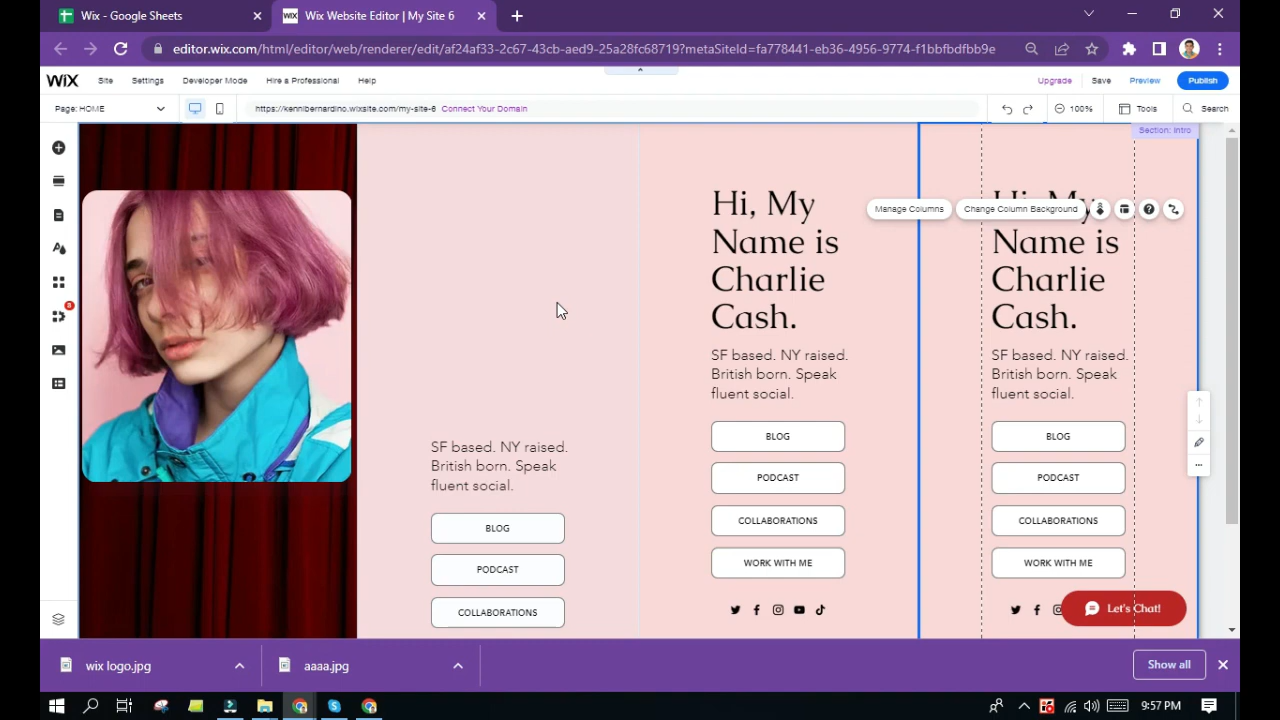 Wix - Google Sheets
WIX Wix Website Editor | My Site 6
editor.wix.com/html/editor/web/renderer/edit/af24af33-2c67-43cb-aed9-25a28fc68719?metaSiteId=fa778441-eb36-4956-9774-f1bbfbdfbb9e
WiX Site Settings Developer Mode Hire a Professional Help Upgrade Save Preview Publish
Page: HOME https://kennibernardino.wixsite.com/my-site-6 Connect Your Domain 100% Tools Search
Section: Intro
Manage Columns Change Column Background
8
Hi, My
Name is
Charlie
Cash.
SF based. NY raised.
British born. Speak
fluent social.
BLOG
PODCAST
COLLABORATIONS
WORK WITH ME
Hi, My
Name is
Charlie
Cash.
SF based. NY raised.
British born. Speak
fluent social.
BLOG
PODCAST
COLLABORATIONS
WORK WITH ME
SF based. NY raised.
British born. Speak
fluent social.
BLOG
PODCAST
COLLABORATIONS
Let's Chat!
wix logo.jpg
aaaa.jpg
Show all
9:57 PM